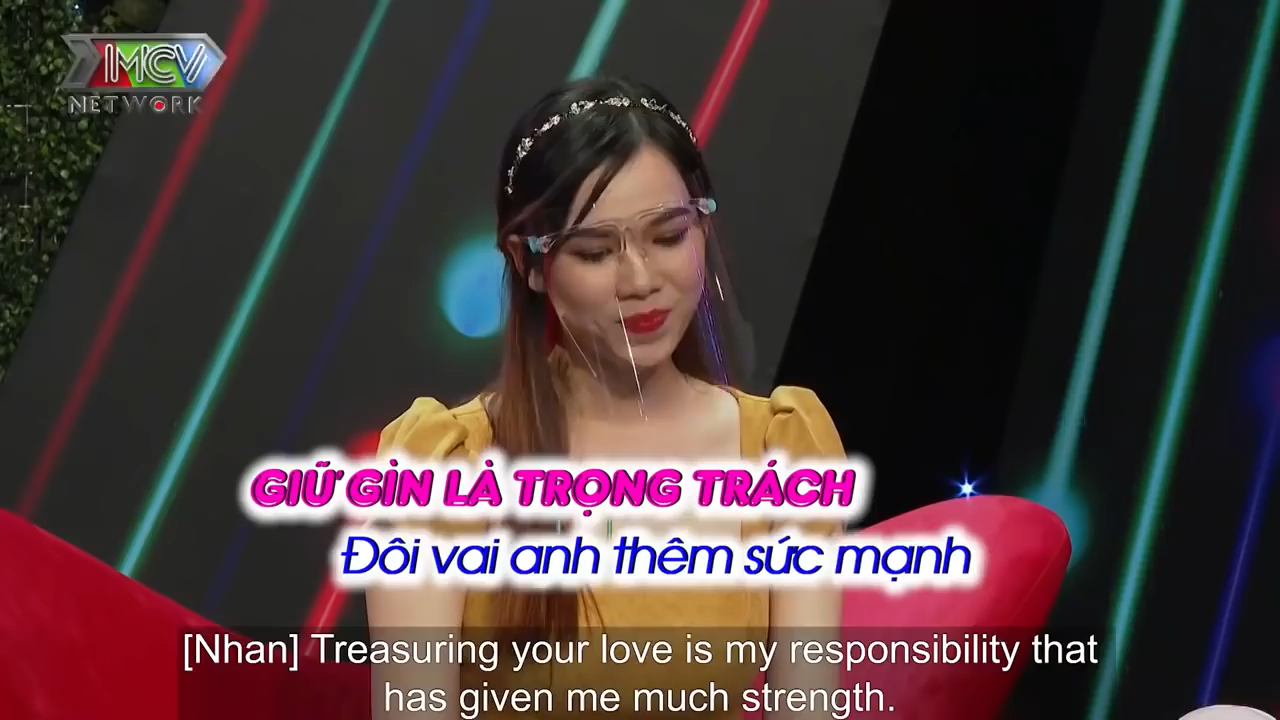 MCV
NETWORK
GIỮ GÌN LÀ TRỌNG TRÁCH
Đôi vai anh thêm sức mạnh
[Nhan] Treasuring your love is my responsibility that
has given me much strength.